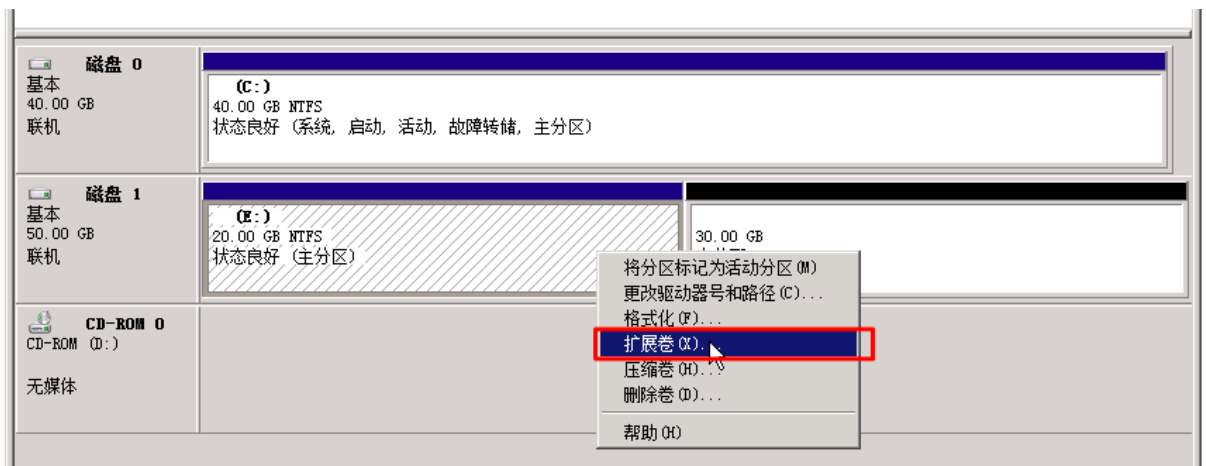 磁盘 0
基本
40.00 GB
联机
(C:)
40.00 GB NTFS
状态良好 (系统, 启动, 活动, 故障转储, 主分区)
磁盘 1
基本
50.00 GB
联机
(E:)
20.00 GB NTFS
状态良好 (主分区)
30.00 GB
将分区标记为活动分区(M)
更改驱动器号和路径(C)...
格式化(F)...
扩展卷(X)...
压缩卷(H)...
删除卷(D)...
帮助(H)
CD-ROM 0
CD-ROM (D:)
无媒体